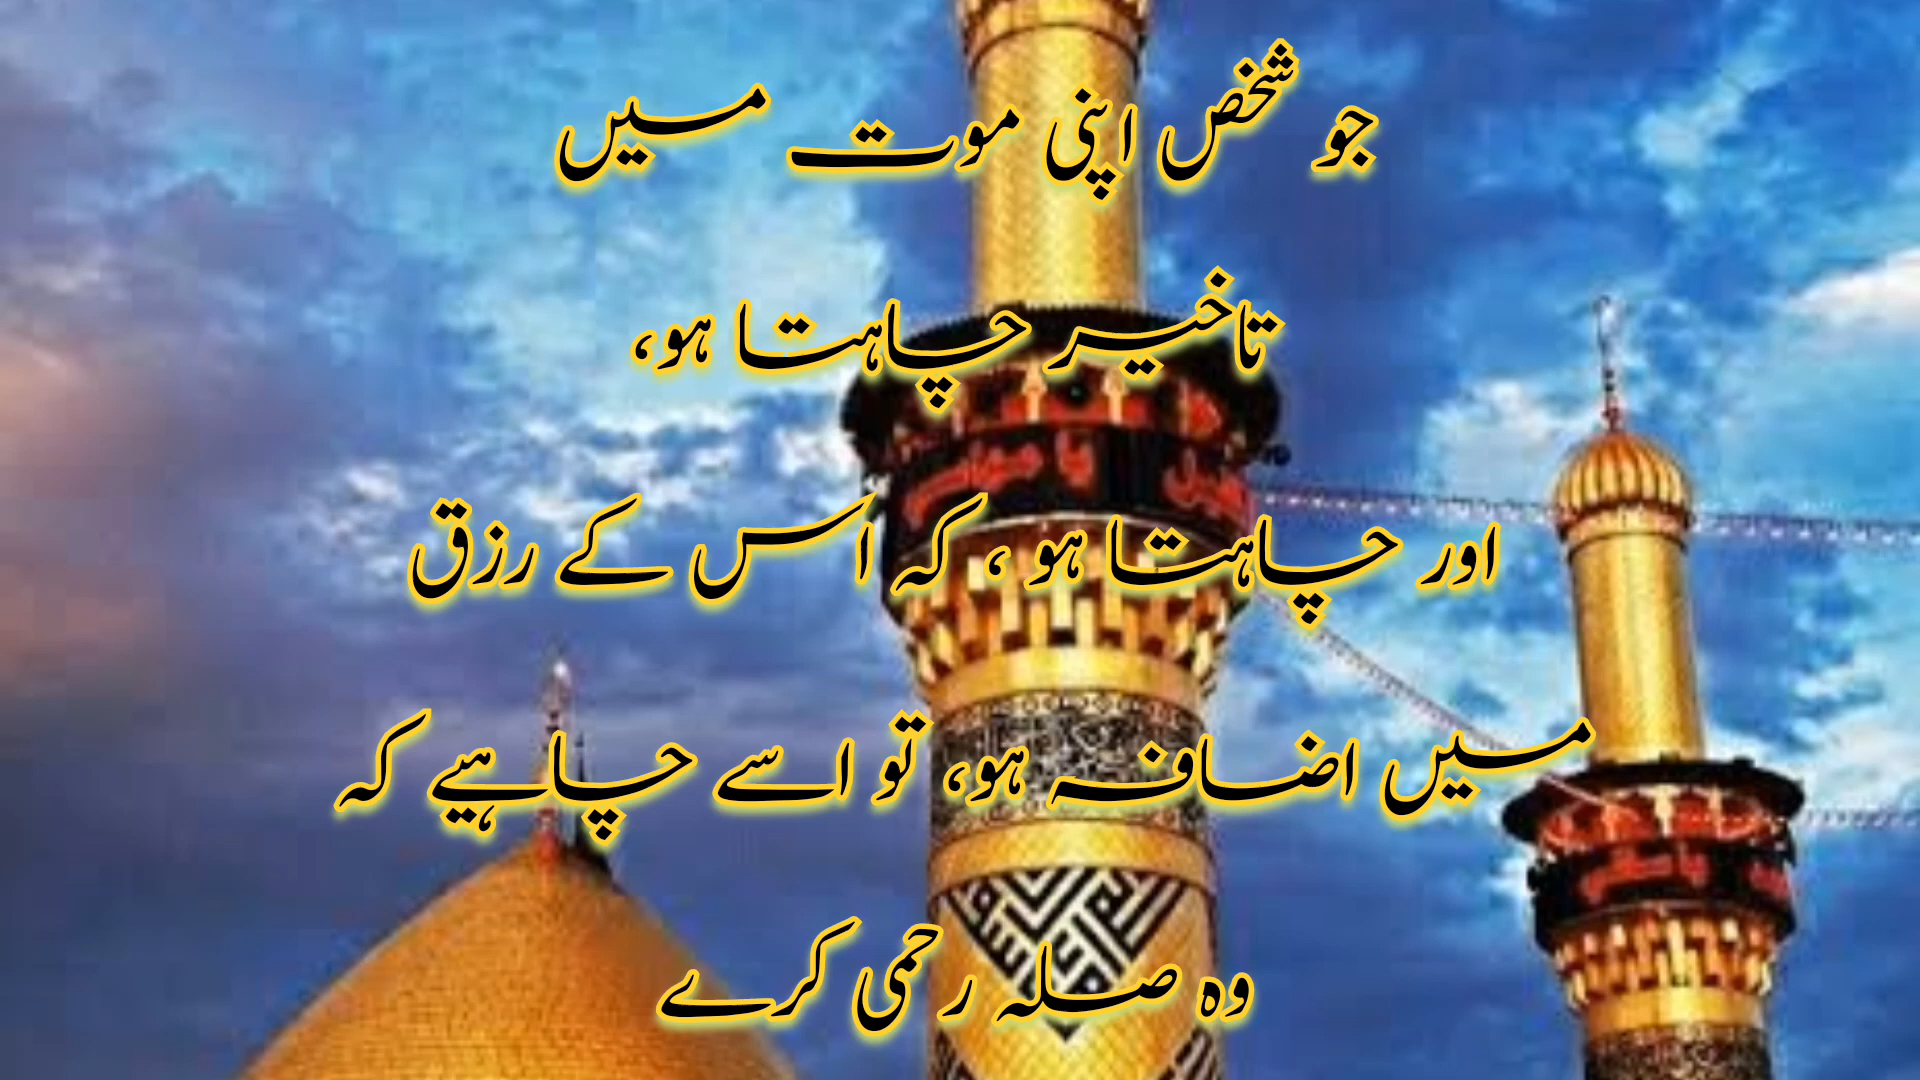 جو شخص اپنی موت میں
تاخیر چاہتا ہو،
اور چاہتا ہو ، کہ اس کے رزق
میں اضافہ ہو، تو اسے چاہیے کہ
وہ صلہ رحمی کرے